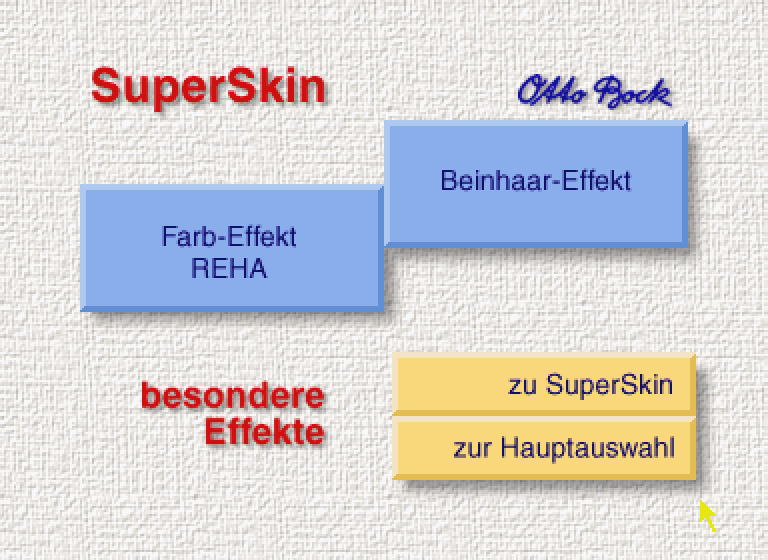 SuperSkin
Otto Bock
Beinhaar-Effekt
Farb-Effekt
REHA
besondere
Effekte
zu SuperSkin
zur Hauptauswahl